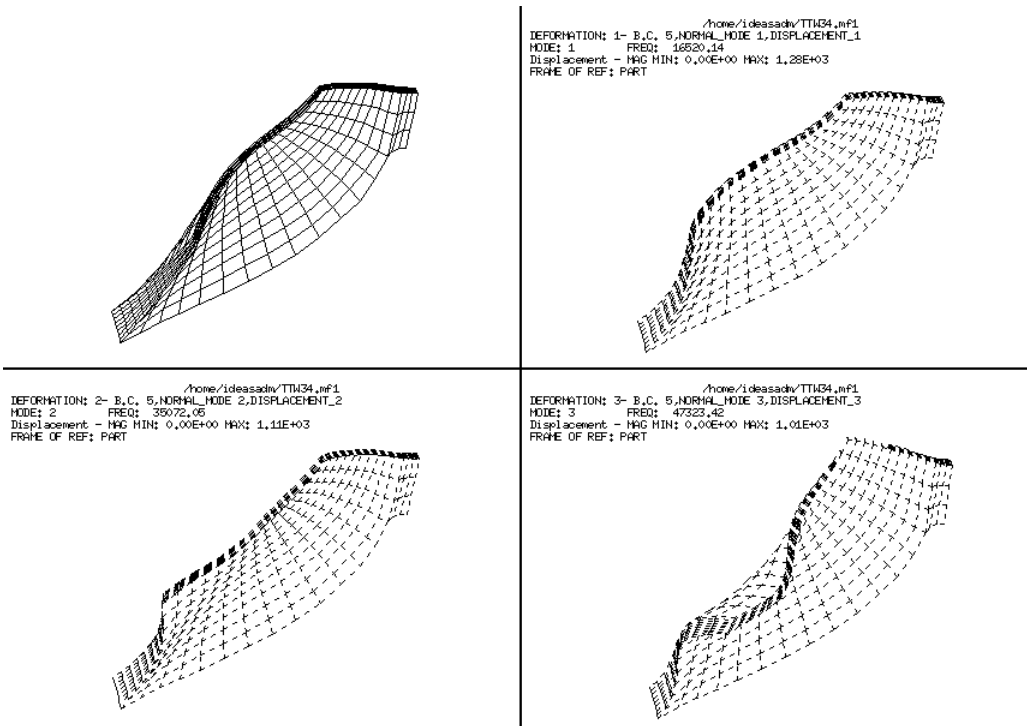 /home/ideasadm/TTW34.mf1
DEFORMATION: 1- B.C. 5,NORMAL_MODE 1,DISPLACEMENT_1
MODE: 1 FREQ: 16520.14
Displacement - MAG MIN: 0.00E+00 MAX: 1.28E+03
FRAME OF REF: PART
/home/ideasadm/TTW34.mf1
DEFORMATION: 2- B.C. 5,NORMAL_MODE 2,DISPLACEMENT_2
MODE: 2 FREQ: 35072.05
Displacement - MAG MIN: 0.00E+00 MAX: 1.11E+03
FRAME OF REF: PART
/home/ideasadm/TTW34.mf1
DEFORMATION: 3- B.C. 5,NORMAL_MODE 3,DISPLACEMENT_3
MODE: 3 FREQ: 47323.42
Displacement - MAG MIN: 0.00E+00 MAX: 1.01E+03
FRAME OF REF: PART